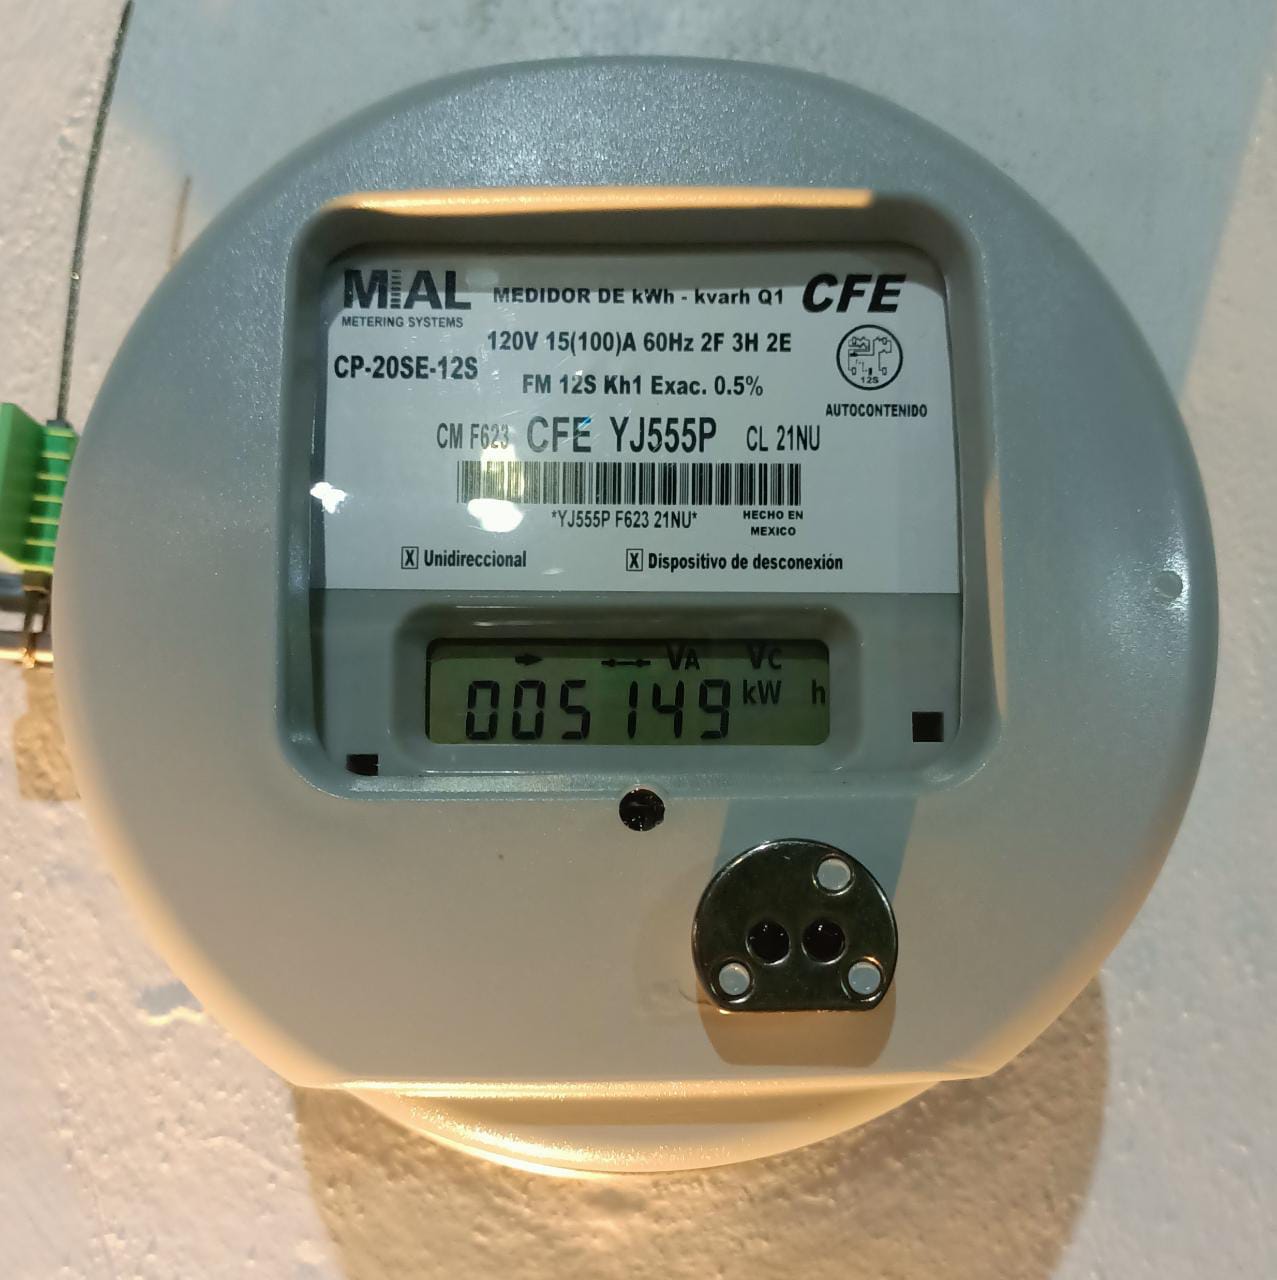 MIAL MEDIDOR DE kWh - kvarh Q1 CFE
METERING SYSTEMS
120V 15(100)A 60Hz 2F 3H 2E
CP-20SE-12S
FM 12S Kh1 Exac. 0.5%
12S
AUTOCONTENIDO
CM F623 CFE YJ555P CL 21NU
*YJ555P F623 21NU*
HECHO EN
MEXICO
X Unidireccional X Dispositivo de desconexión
VA VC
005149 kW h